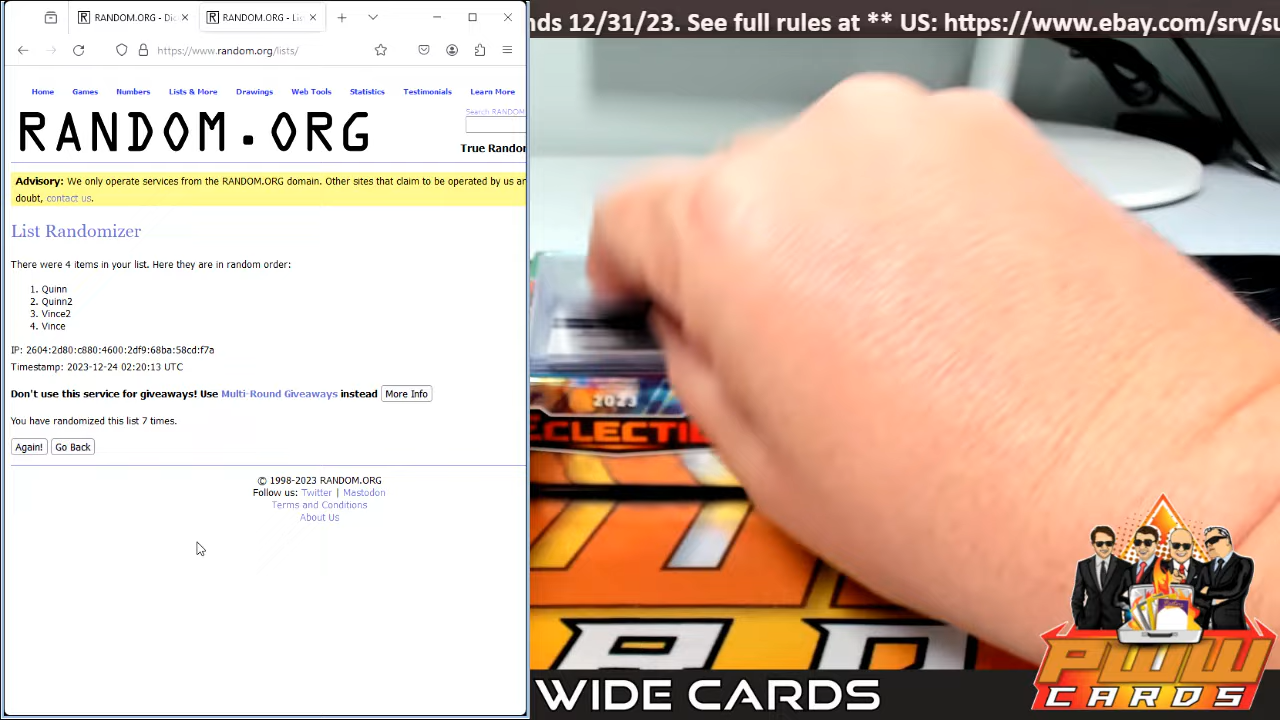 RANDOM.ORG - Di
RANDOM.ORG - Li
https://www.random.org/lists/
Home Games Numbers Lists & More Drawings Web Tools Statistics Testimonials Learn More
RANDOM.ORG
Search RANDOM
True Rando
Advisory: We only operate services from the RANDOM.ORG domain. Other sites that claim to be operated by us ar
doubt, contact us.
List Randomizer
There were 4 items in your list. Here they are in random order:
1. Quinn
2. Quinn2
3. Vince2
4. Vince
IP: 2604:2d80:c880:4600:2df9:68ba:58cd:f7a
Timestamp: 2023-12-24 02:20:13 UTC
Don't use this service for giveaways! Use Multi-Round Giveaways instead More Info
You have randomized this list 7 times.
Again! Go Back
© 1998-2023 RANDOM.ORG
Follow us: Twitter | Mastodon
Terms and Conditions
About Us
nds 12/31/23. See full rules at ** US: https://www.ebay.com/srv/su
2023
ECLECTI
WIDE CARDS
PWW
CARDS